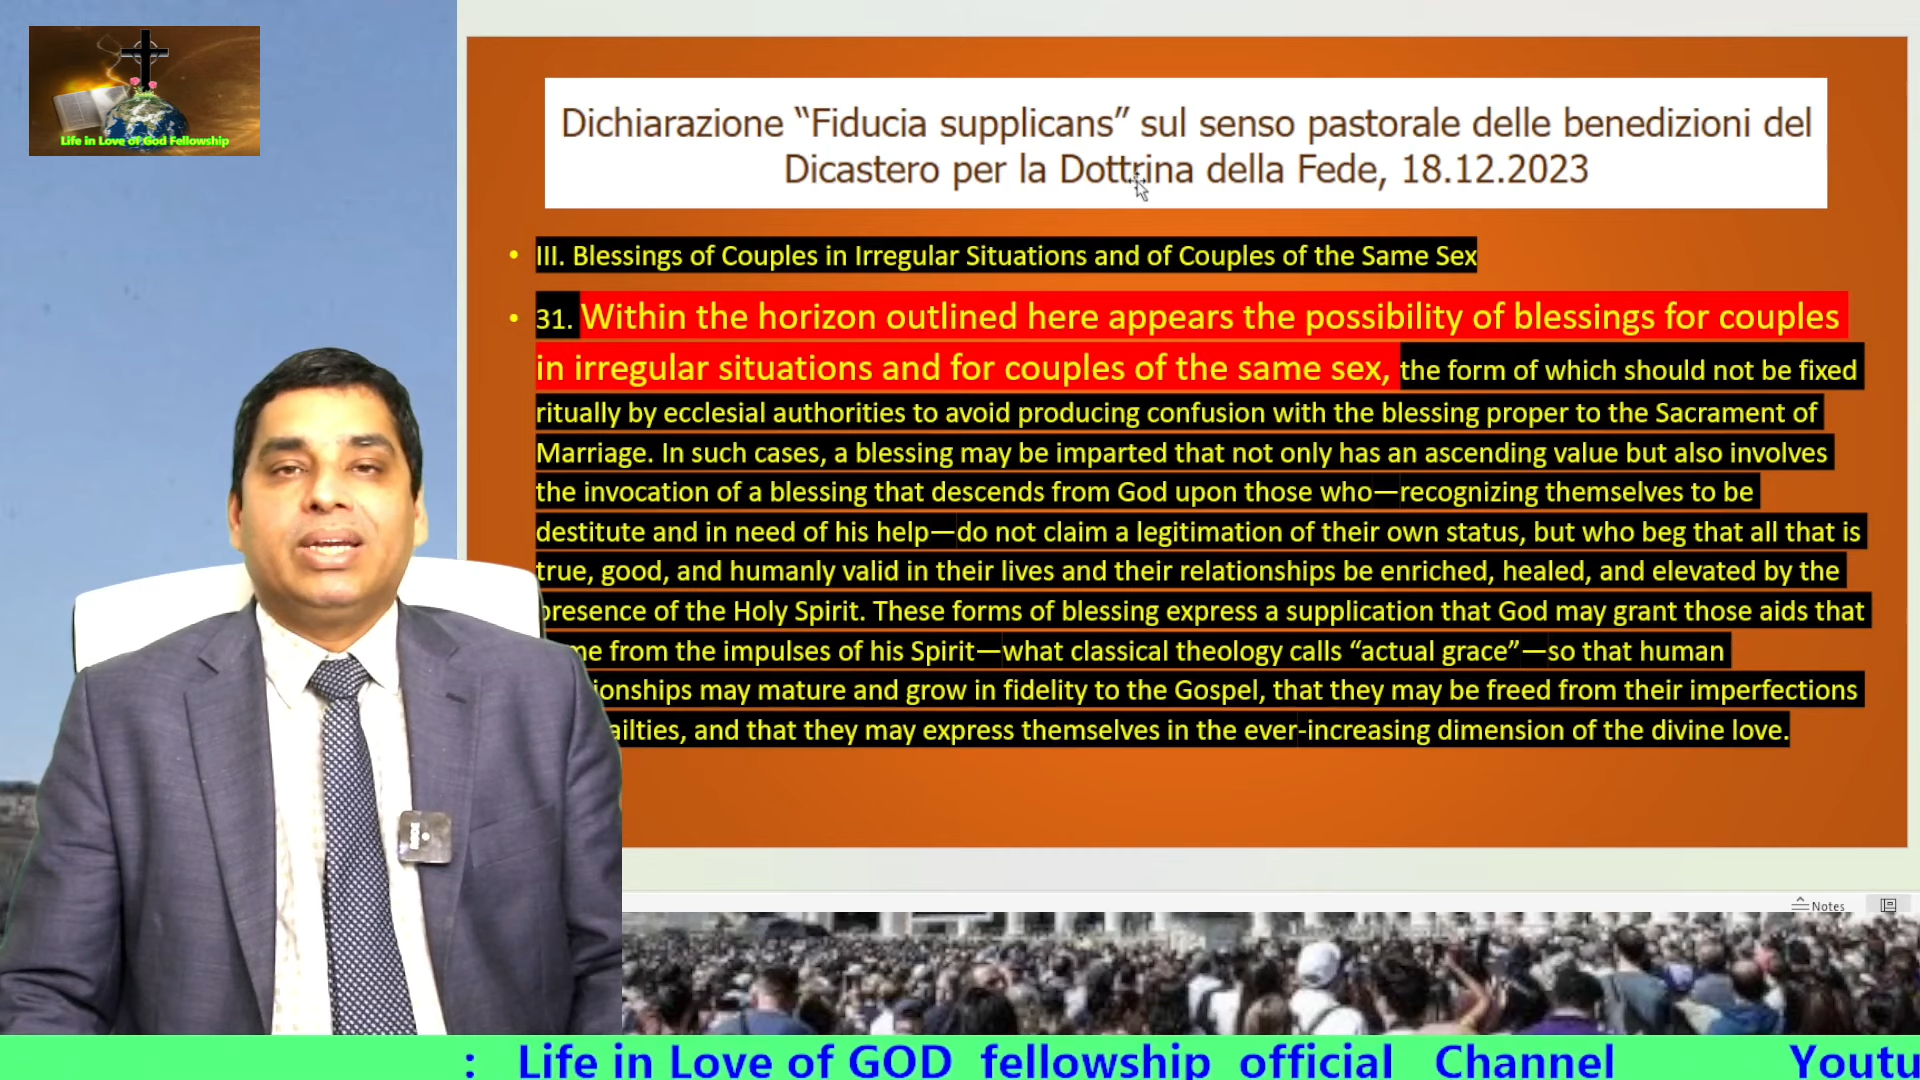 Life in Love of God Fellowship
Dichiarazione “Fiducia supplicans” sul senso pastorale delle benedizioni del
Dicastero per la Dottrina della Fede, 18.12.2023
• III. Blessings of Couples in Irregular Situations and of Couples of the Same Sex
• 31. Within the horizon outlined here appears the possibility of blessings for couples
in irregular situations and for couples of the same sex, the form of which should not be fixed
ritually by ecclesial authorities to avoid producing confusion with the blessing proper to the Sacrament of
Marriage. In such cases, a blessing may be imparted that not only has an ascending value but also involves
the invocation of a blessing that descends from God upon those who—recognizing themselves to be
destitute and in need of his help—do not claim a legitimation of their own status, but who beg that all that is
true, good, and humanly valid in their lives and their relationships be enriched, healed, and elevated by the
presence of the Holy Spirit. These forms of blessing express a supplication that God may grant those aids that
me from the impulses of his Spirit—what classical theology calls “actual grace”—so that human
ionships may mature and grow in fidelity to the Gospel, that they may be freed from their imperfections
ailties, and that they may express themselves in the ever-increasing dimension of the divine love.
Notes
: Life in Love of GOD fellowship official Channel Youtu